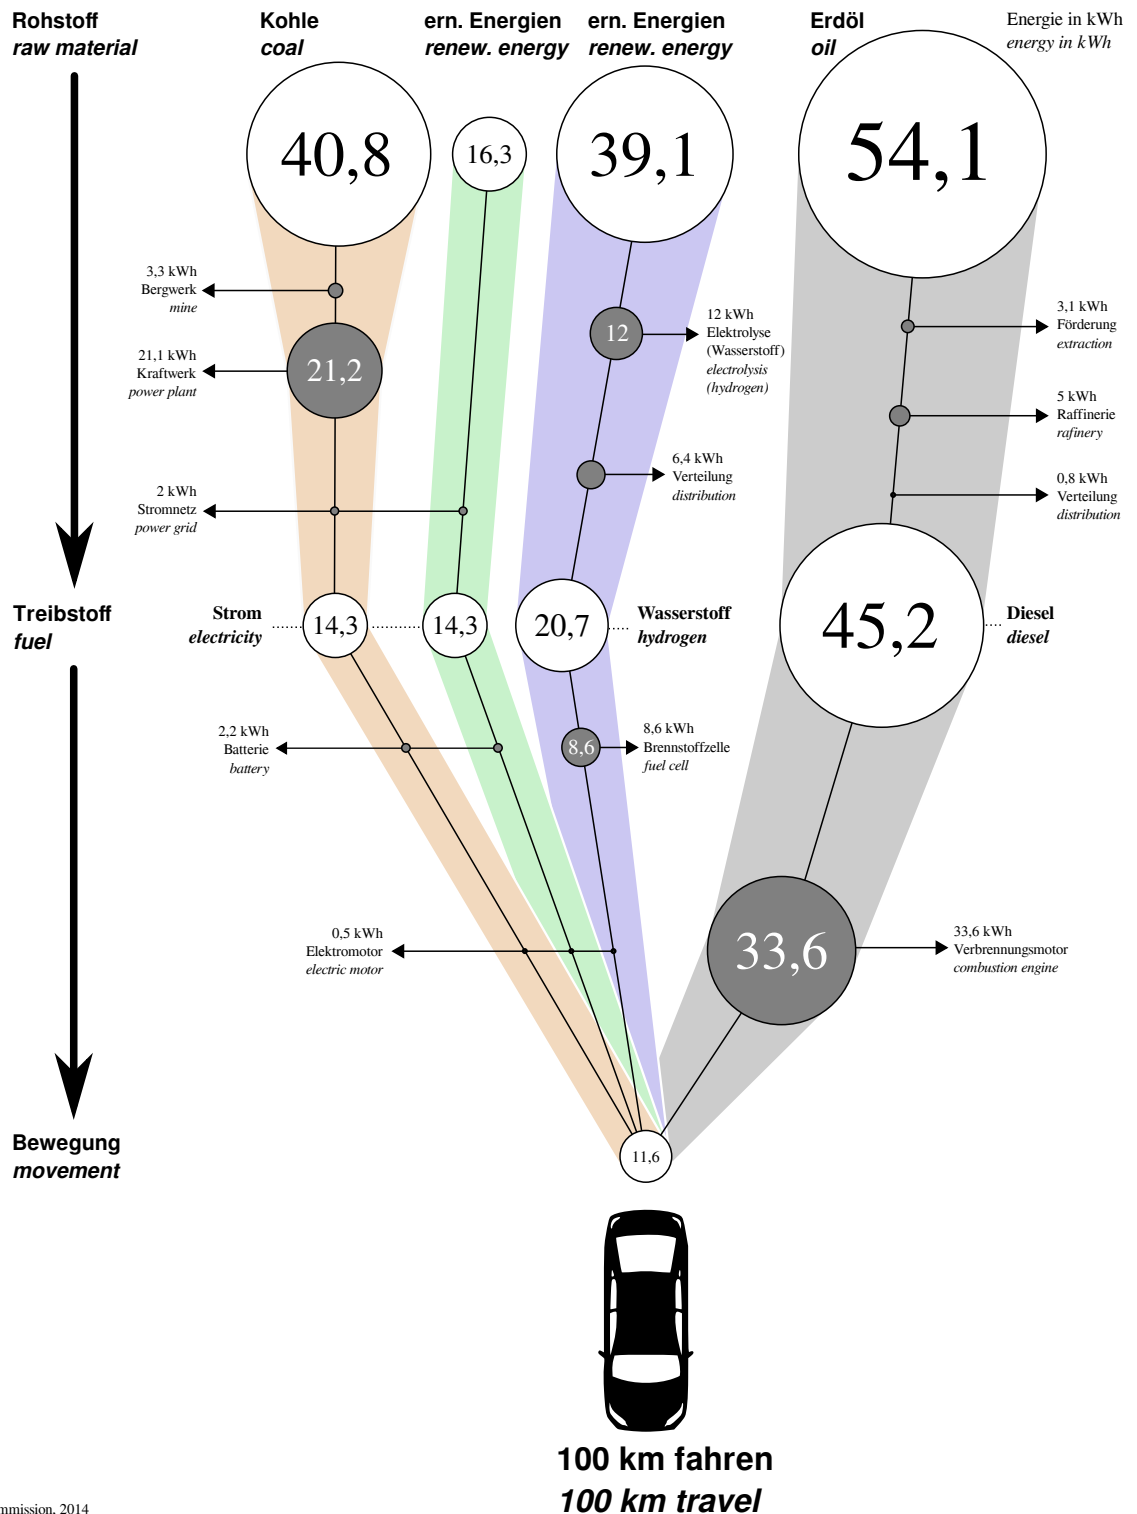 Rohstoff
raw material
Kohle
coal
ern. Energien
renew. energy
ern. Energien
renew. energy
Erdöl
oil
Energie in kWh
energy in kWh
40,8
16,3
39,1
54,1
3,3 kWh
Bergwerk
mine
21,1 kWh
Kraftwerk
power plant
21,2
12
12 kWh
Elektrolyse
(Wasserstoff)
electrolysis
(hydrogen)
3,1 kWh
Förderung
extraction
5 kWh
Raffinerie
rafinery
6,4 kWh
Verteilung
distribution
0,8 kWh
Verteilung
distribution
2 kWh
Stromnetz
power grid
Treibstoff
fuel
Strom
electricity
14,3
14,3
20,7
Wasserstoff
hydrogen
45,2
Diesel
diesel
2,2 kWh
Batterie
battery
8,6
8,6 kWh
Brennstoffzelle
fuel cell
0,5 kWh
Elektromotor
electric motor
33,6
33,6 kWh
Verbrennungsmotor
combustion engine
Bewegung
movement
11,6
100 km fahren
100 km travel
mmission, 2014